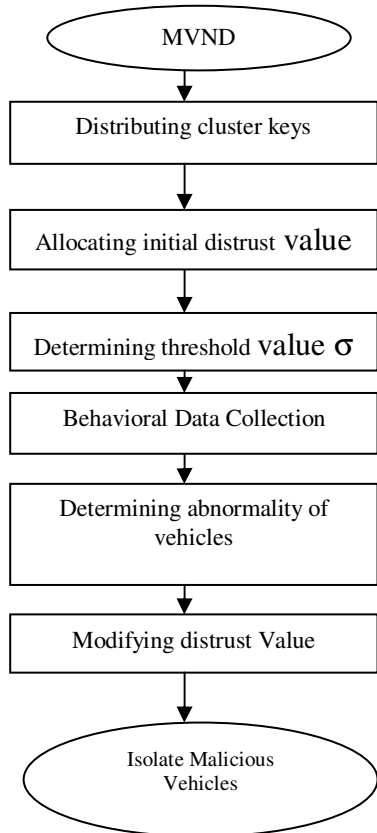 MVND
Distributing cluster keys
Allocating initial distrust value
Determining threshold value σ
Behavioral Data Collection
Determining abnormality of
vehicles
Modifying distrust Value
Isolate Malicious
Vehicles